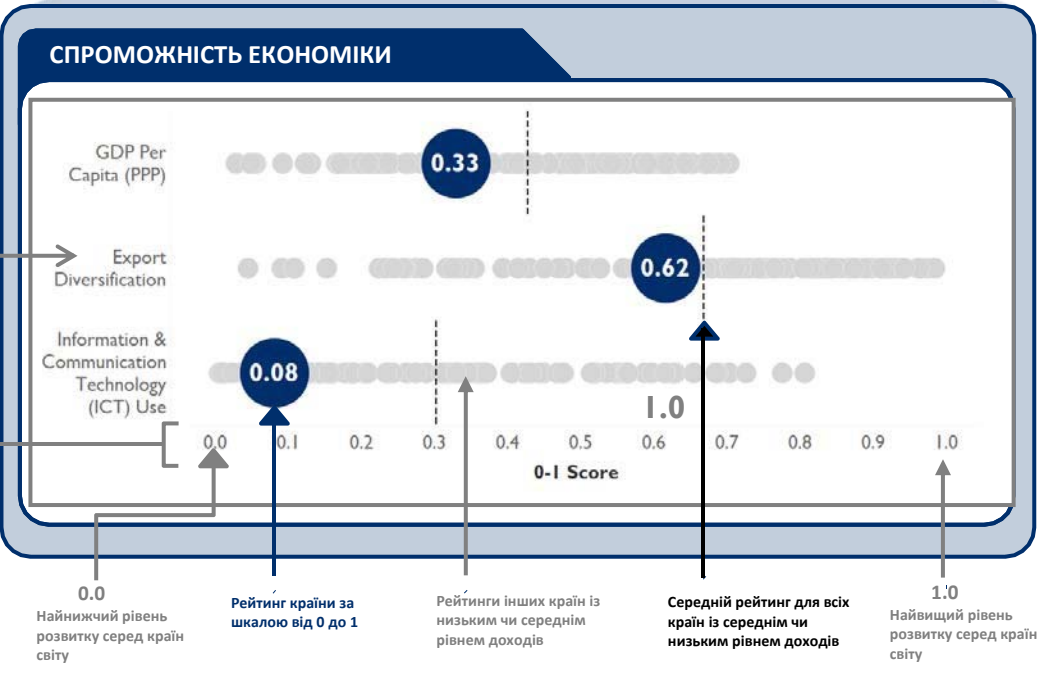 СПРОМОЖНІСТЬ ЕКОНОМІКИ
GDP Per
Capita (PPP)
0.33
Export
Diversification
0.62
Information &
Communication
Technology
(ICT) Use
0.08
1.0
0.0 0.1 0.2 0.3 0.4 0.5 0.6 0.7 0.8 0.9 1.0
0-1 Score
0.0
Найнижчий рівень
розвитку серед країн
світу
Рейтинг країни за
шкалою від 0 до 1
Рейтинги інших країн із
низьким чи середнім
рівнем доходів
Середній рейтинг для всіх
країн із середнім чи
низьким рівнем доходів
1.0
Найвищий рівень
розвитку серед країн
світу